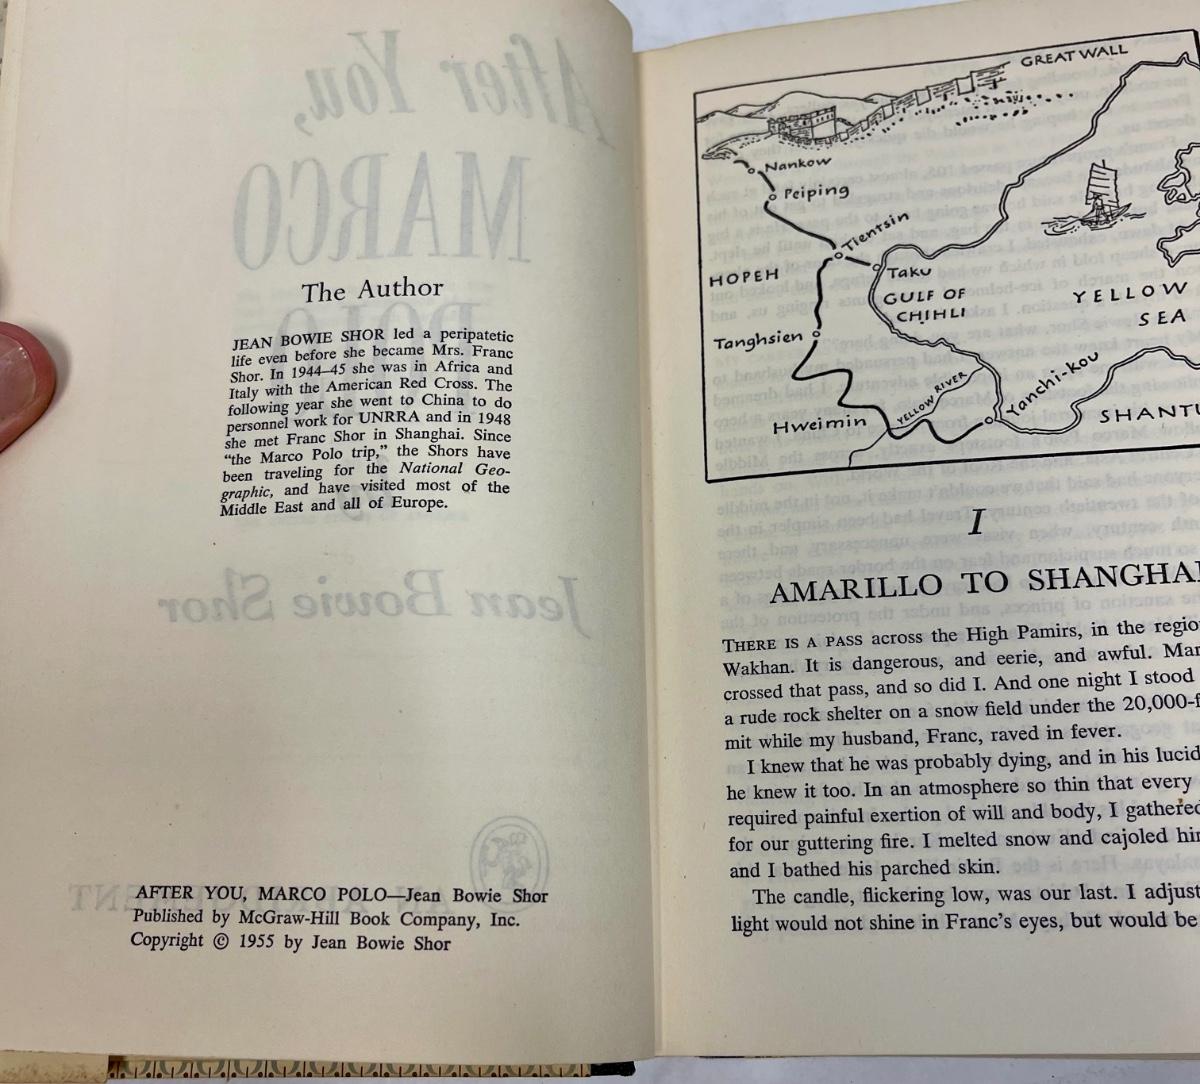 The Author
JEAN BOWIE SHOR led a peripatetic
life even before she became Mrs. Franc
Shor. In 1944–45 she was in Africa and
Italy with the American Red Cross. The
following year she went to China to do
personnel work for UNRRA and in 1948
she met Franc Shor in Shanghai. Since
“the Marco Polo trip,” the Shors have
been traveling for the National Geo-
graphic, and have visited most of the
Middle East and all of Europe.
AFTER YOU, MARCO POLO—Jean Bowie Shor
Published by McGraw-Hill Book Company, Inc.
Copyright © 1955 by Jean Bowie Shor
GREAT WALL
Nankow
Peiping
Tientsin
HOPEH
Taku
GULF OF
CHIHLI
YELLOW
SEA
Tanghsien
YELLOW RIVER
Yanchi-kou
Hweimin
SHANTU
I
AMARILLO TO SHANGHAI
THERE IS A PASS across the High Pamirs, in the regio
Wakhan. It is dangerous, and eerie, and awful. Mar
crossed that pass, and so did I. And one night I stood
a rude rock shelter on a snow field under the 20,000-f
mit while my husband, Franc, raved in fever.
I knew that he was probably dying, and in his lucid
he knew it too. In an atmosphere so thin that every
required painful exertion of will and body, I gathered
for our guttering fire. I melted snow and cajoled him
and I bathed his parched skin.
The candle, flickering low, was our last. I adjust
light would not shine in Franc’s eyes, but would be